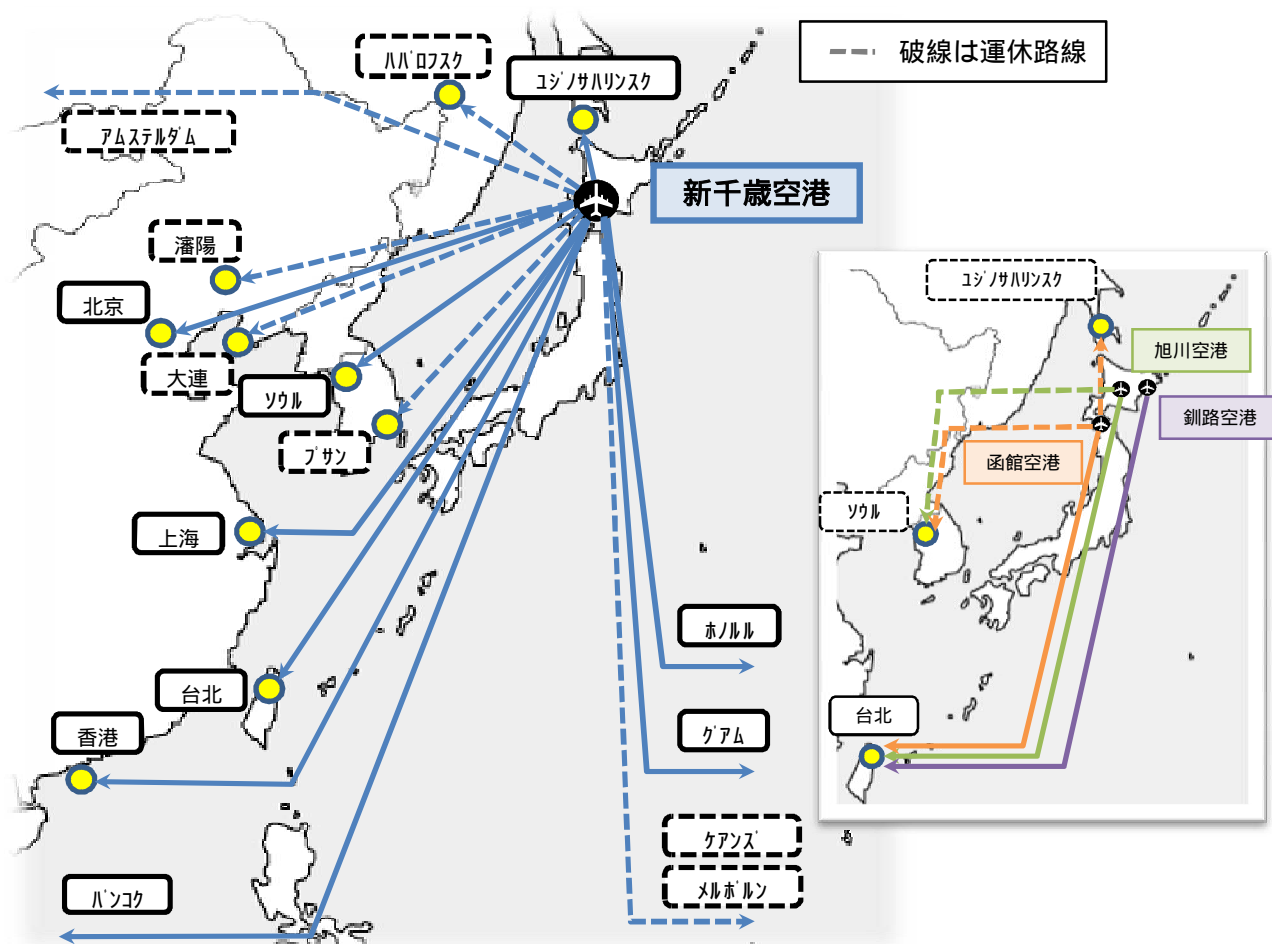 破線は運休路線
ﾊﾊﾞﾛﾌｽｸ
ﾕｼﾞﾉｻﾊﾘﾝｽｸ
ｱﾑｽﾃﾙﾀﾞﾑ
新千歳空港
瀋陽
北京
大連
ｿｳﾙ
ﾌﾟｻﾝ
上海
台北
香港
ﾊﾞﾝｺｸ
ﾎﾉﾙﾙ
ｸﾞｱﾑ
ｹｱﾝｽﾞ
ﾒﾙﾎﾞﾙﾝ
ﾕｼﾞﾉｻﾊﾘﾝｽｸ
旭川空港
釧路空港
函館空港
ｿｳﾙ
台北